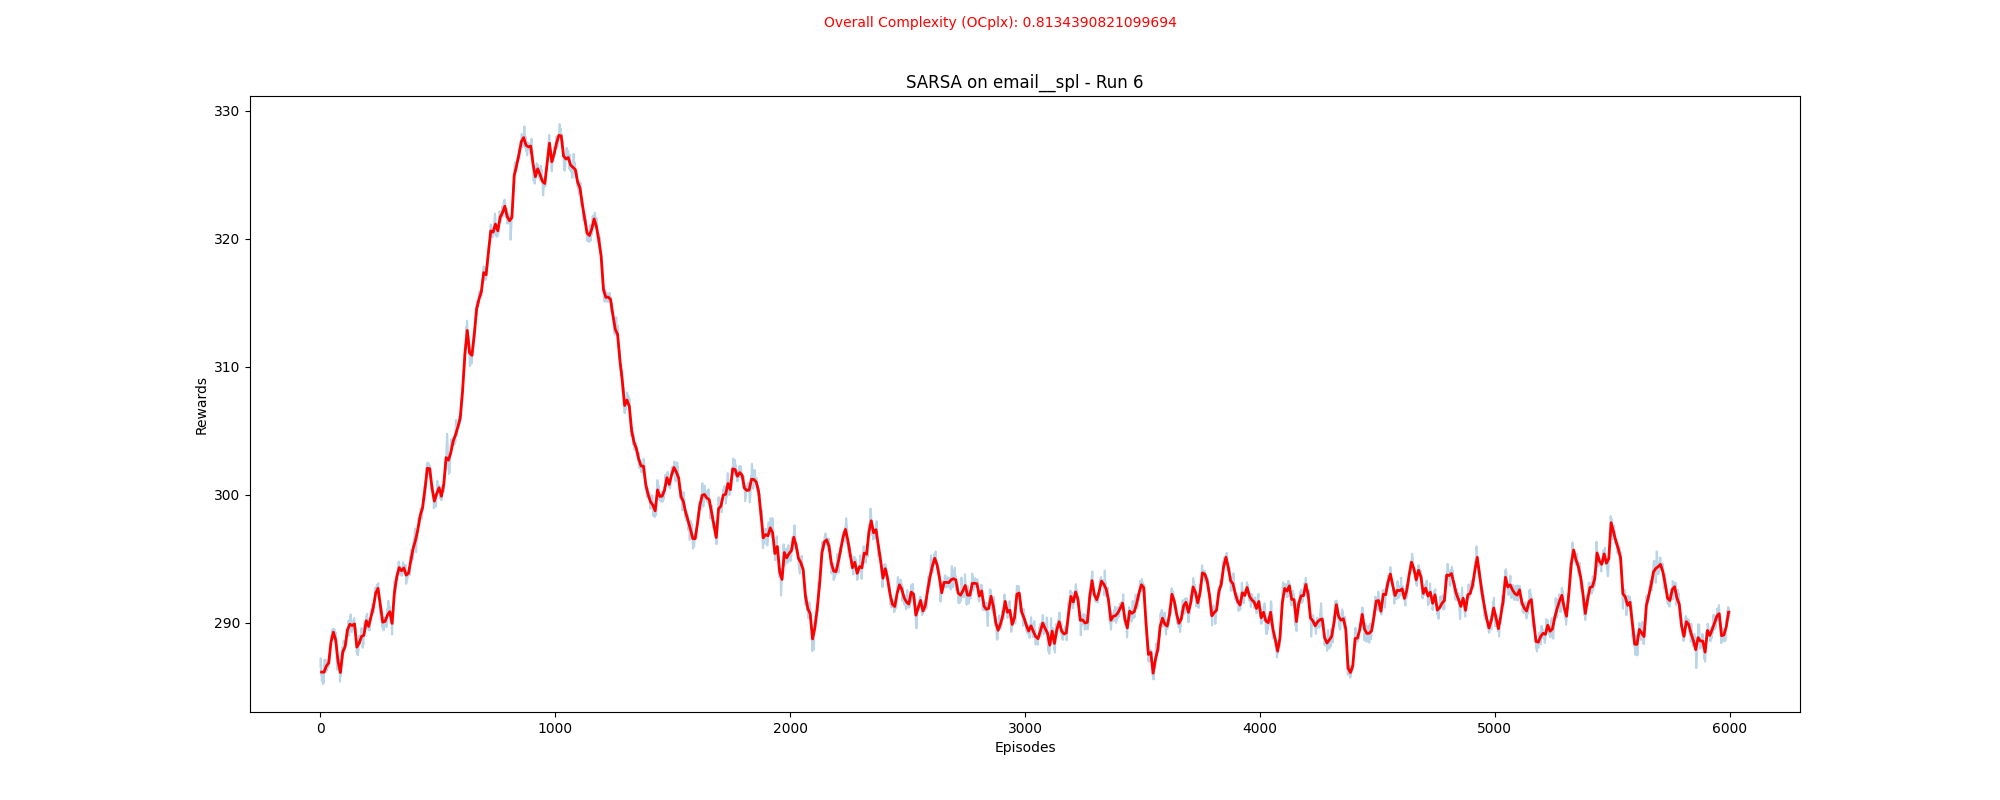 Overall Complexity (OCplx): 0.8134390821099694
SARSA on email__spl - Run 6
330
320
310
300
290
Rewards
0 1000 2000 3000 4000 5000 6000
Episodes